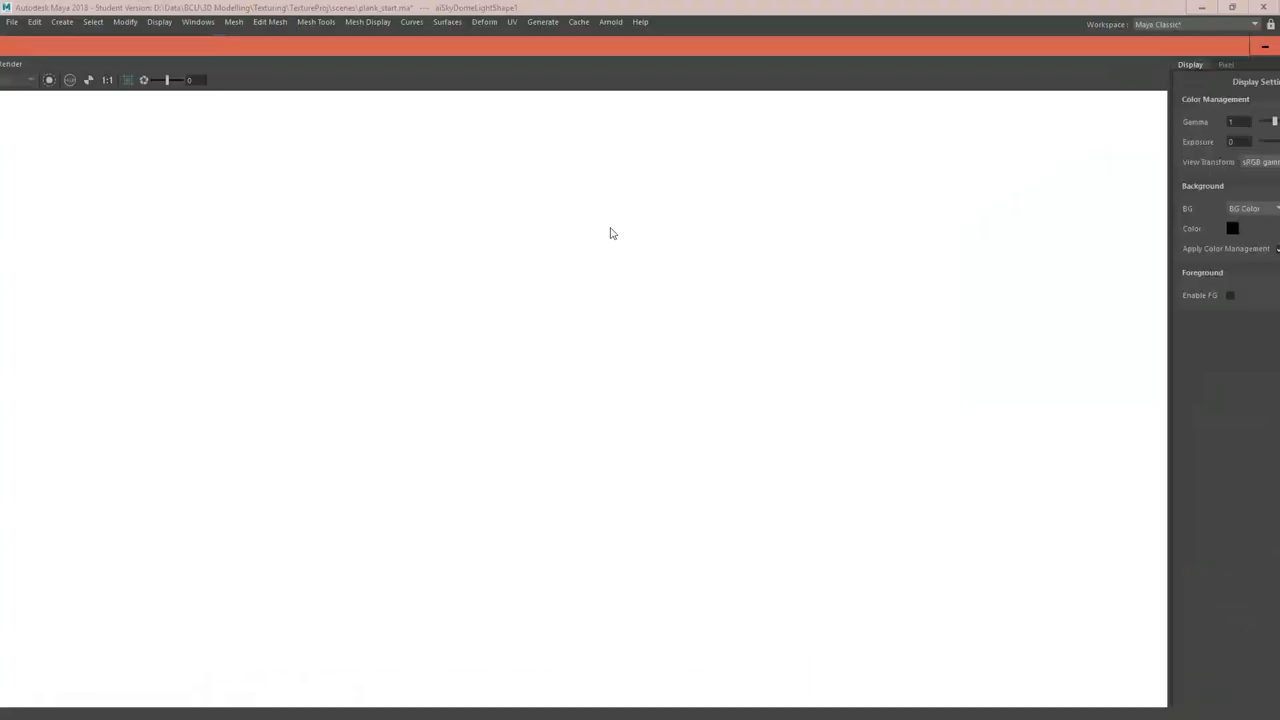 Autodesk Maya 2018 - Student Version: D:\Data\BCU\3D Modelling\Texturing\TextureProj\scenes\plank_start.ma* --- aiSkyDomeLightShape1
File Edit Create Select Modify Display Windows Mesh Edit Mesh Mesh Tools Mesh Display Curves Surfaces Deform UV Generate Cache Arnold Help
Workspace : Maya Classic*
Render
Display Pixel
1:1 0
Display Setti
Color Management
Gamma 1
Exposure 0
View Transform sRGB gamm
Background
BG BG Color
Color
Apply Color Management
Foreground
Enable FG